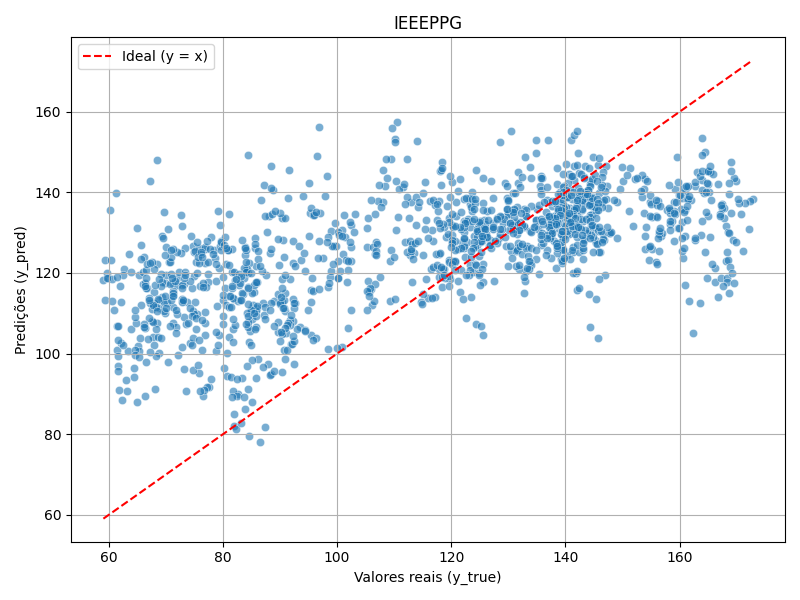 IEEEPPG
Ideal (y = x)
160
140
120
100
80
60
Predições (y_pred)
60 80 100 120 140 160
Valores reais (y_true)